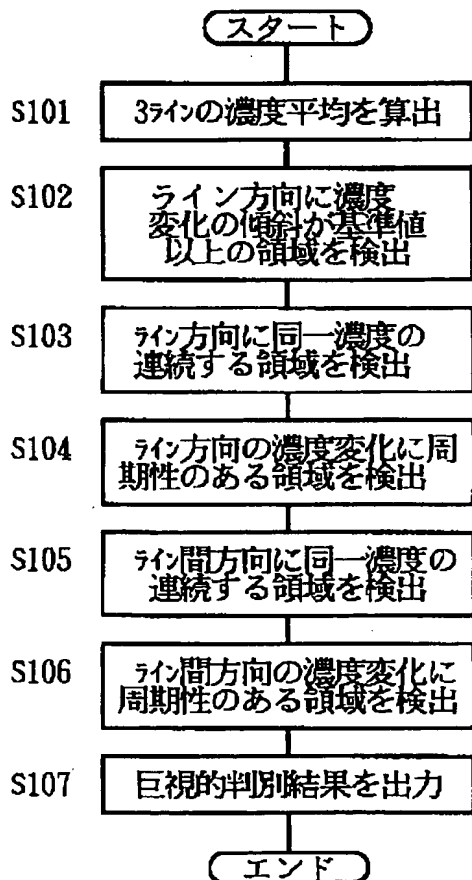 スタート
S101
3ﾗｲﾝの濃度平均を算出
S102
ライン方向に濃度
変化の傾斜が基準値
以上の領域を検出
S103
ﾗｲﾝ方向に同一濃度の
連続する領域を検出
S104
ﾗｲﾝ方向の濃度変化に周
期性のある領域を検出
S105
ﾗｲﾝ間方向に同一濃度の
連続する領域を検出
S106
ﾗｲﾝ間方向の濃度変化に
周期性のある領域を検出
S107
巨視的判別結果を出力
エンド